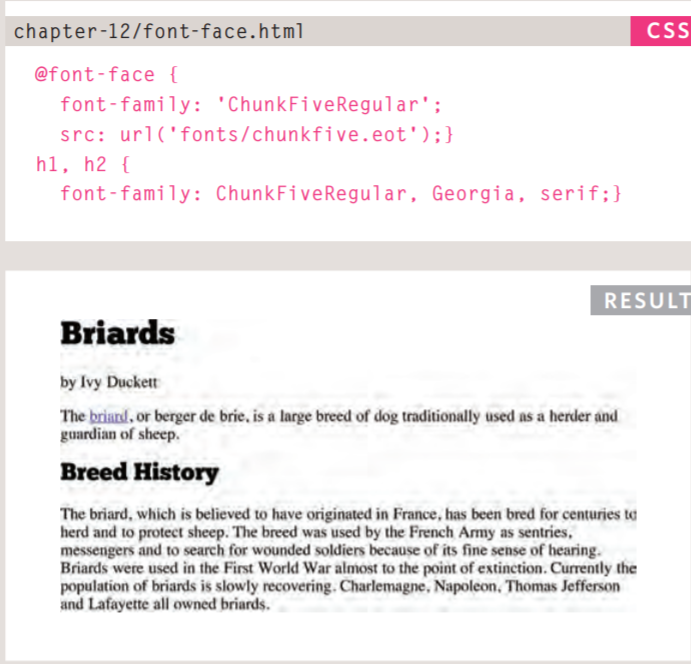 chapter-12/font-face.html
CSS
@font-face {
font-family: 'ChunkFiveRegular';
src: url('fonts/chunkfive.eot');}
h1, h2 {
font-family: ChunkFiveRegular, Georgia, serif;}
RESULT
Briards
by Ivy Duckett
The briard, or berger de brie, is a large breed of dog traditionally used as a herder and
guardian of sheep.
Breed History
The briard, which is believed to have originated in France, has been bred for centuries to
herd and to protect sheep. The breed was used by the French Army as sentries,
messengers and to search for wounded soldiers because of its fine sense of hearing.
Briards were used in the First World War almost to the point of extinction. Currently the
population of briards is slowly recovering. Charlemagne, Napoleon, Thomas Jefferson
and Lafayette all owned briards.